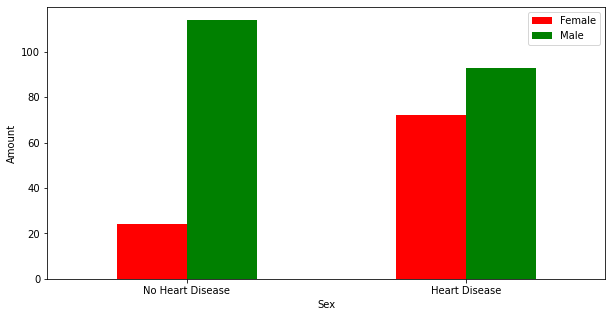 Female
Male
100
80
60
40
20
0
Amount
No Heart Disease
Heart Disease
Sex